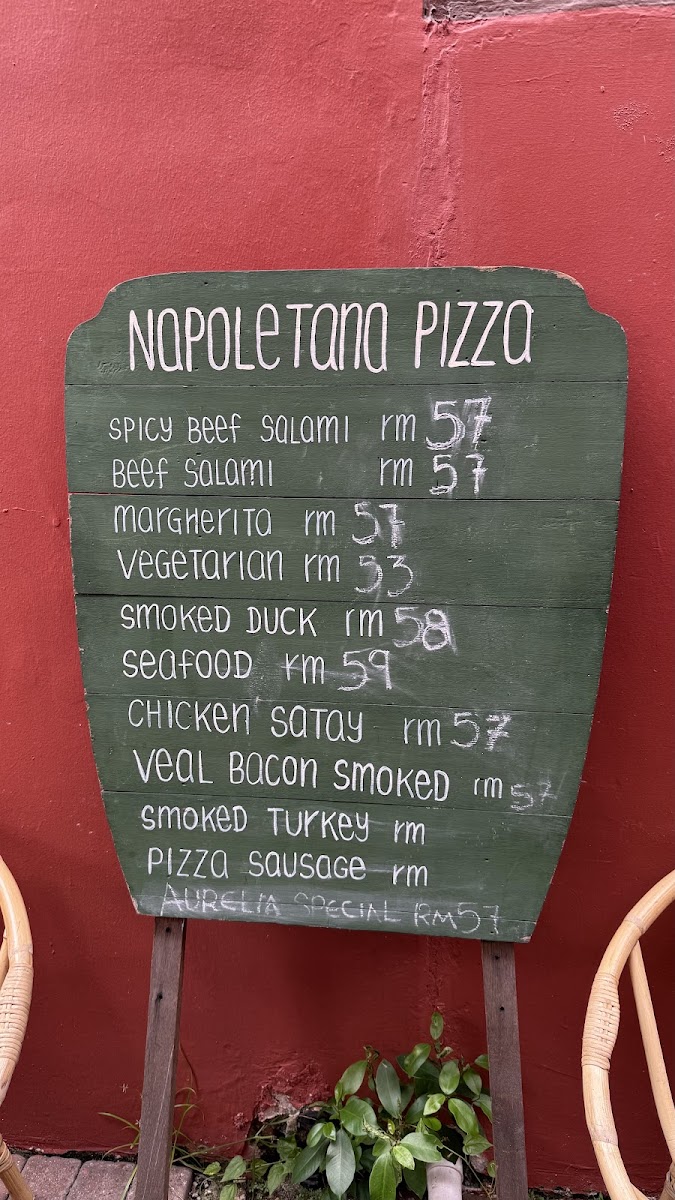 NAPOLETANA PIZZA
SPICY BEEF SALAMI rm 57
BEEF SALAMI rm 57
MARGHERITA rm 57
VEGETARIAN rm 53
SMOKED DUCK rm 58
SEAFOOD rm 59
CHICKEN SATAY rm 57
VEAL BACON SMOKED rm 57
SMOKED TURKEY rm
PIZZA SAUSAGE rm
AURELIA SPECIAL RM57